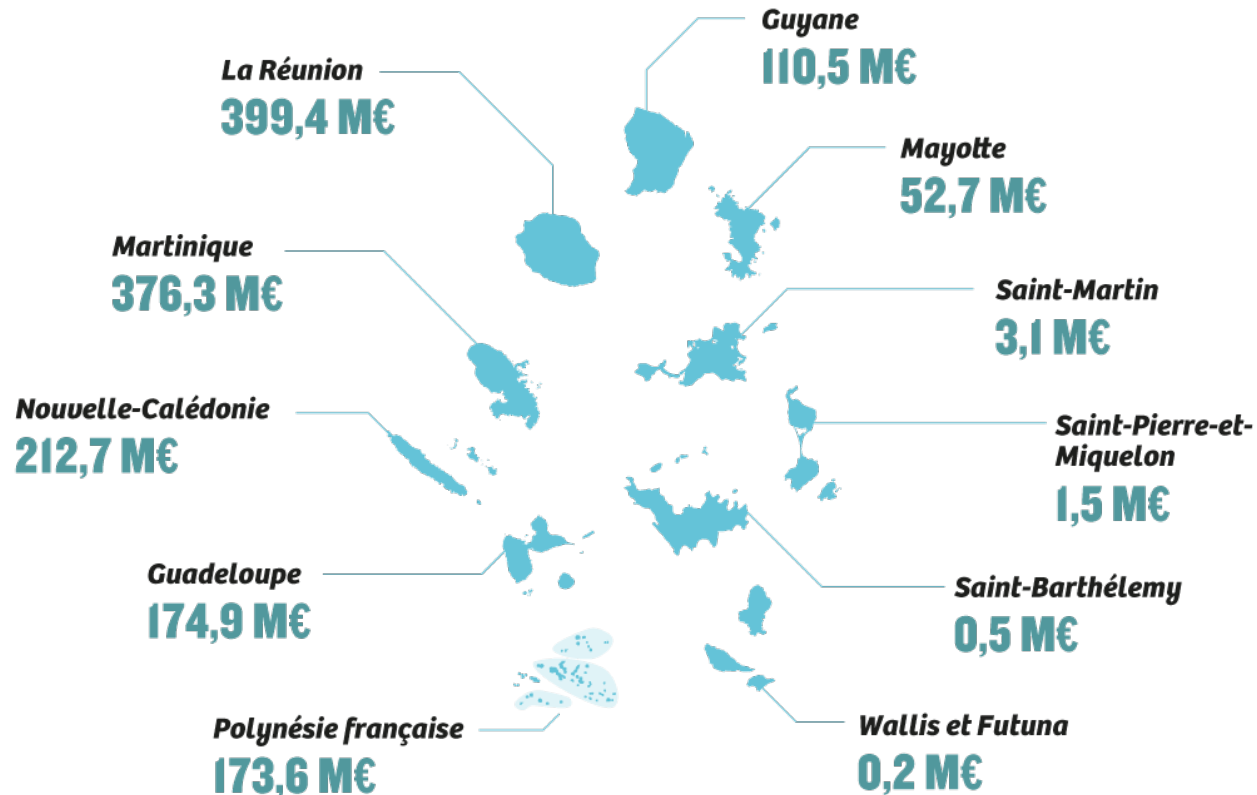 Guyane
110,5 M€
La Réunion
399,4 M€
Mayotte
52,7 M€
Martinique
376,3 M€
Saint-Martin
3,1 M€
Nouvelle-Calédonie
212,7 M€
Saint-Pierre-et-
Miquelon
1,5 M€
Guadeloupe
174,9 M€
Saint-Barthélemy
0,5 M€
Polynésie française
173,6 M€
Wallis et Futuna
0,2 M€